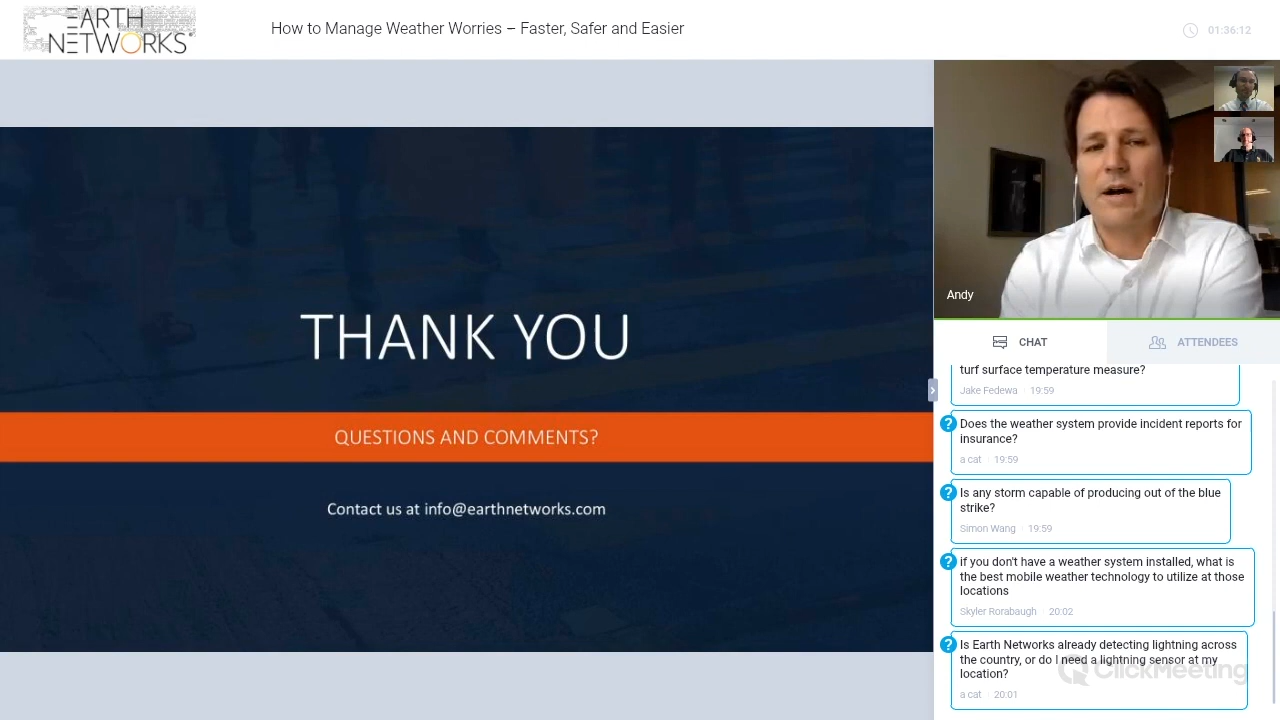 EARTH
NETWORKS
How to Manage Weather Worries – Faster, Safer and Easier
01:36:12
THANK YOU
QUESTIONS AND COMMENTS?
Contact us at info@earthnetworks.com
Andy
CHAT
ATTENDEES
turf surface temperature measure?
Jake Fedewa 19:59
Does the weather system provide incident reports for
insurance?
a cat 19:59
Is any storm capable of producing out of the blue
strike?
Simon Wang 19:59
if you don't have a weather system installed, what is
the best mobile weather technology to utilize at those
locations
Skyler Rorabaugh 20:02
Is Earth Networks already detecting lightning across
the country, or do I need a lightning sensor at my
location?
a cat 20:01
ClickMeeting